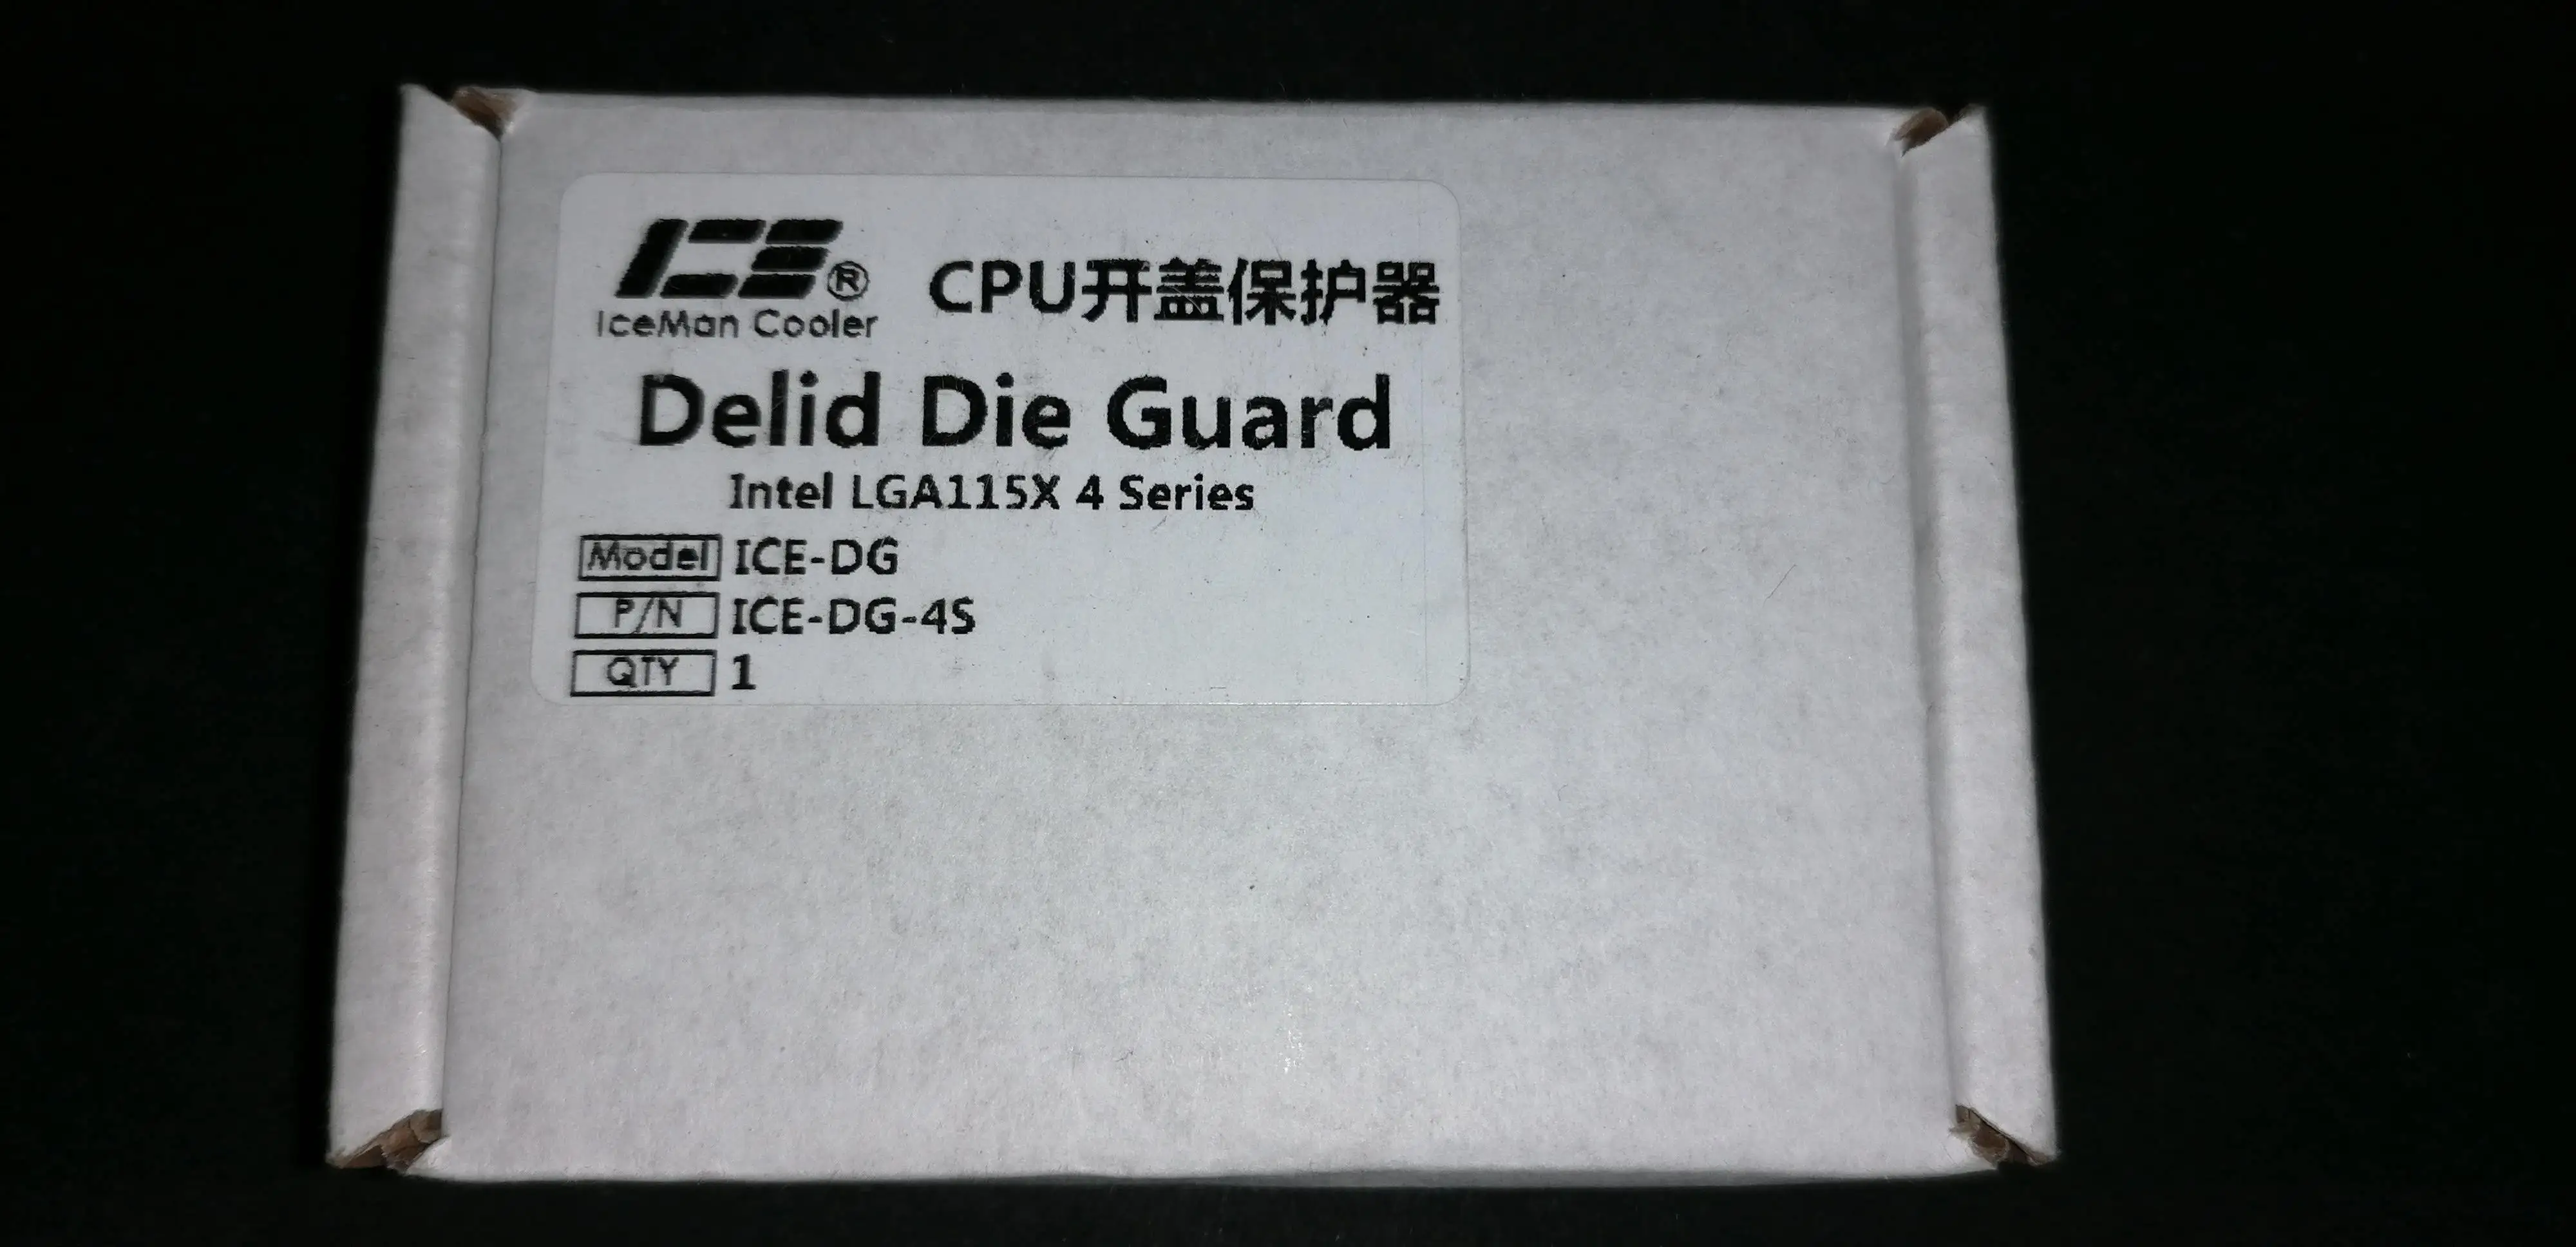 ICE®
IceMan Cooler
CPU开盖保护器
Delid Die Guard
Intel LGA115X 4 Series
Model ICE-DG
P/N ICE-DG-4S
QTY 1